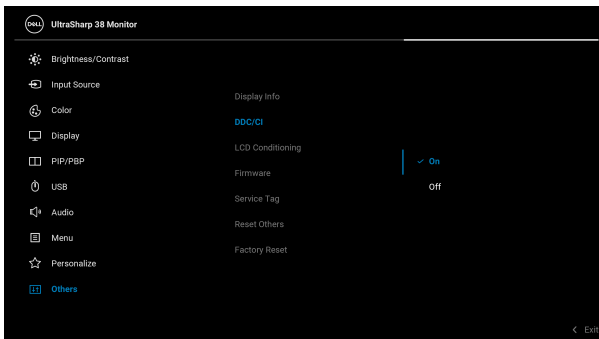 DELL UltraSharp 38 Monitor
Brightness/Contrast
Input Source
Color
Display
PIP/PBP
USB
Audio
Menu
Personalize
Others
Display Info
DDC/CI
LCD Conditioning
Firmware
Service Tag
Reset Others
Factory Reset
On
Off
Exit